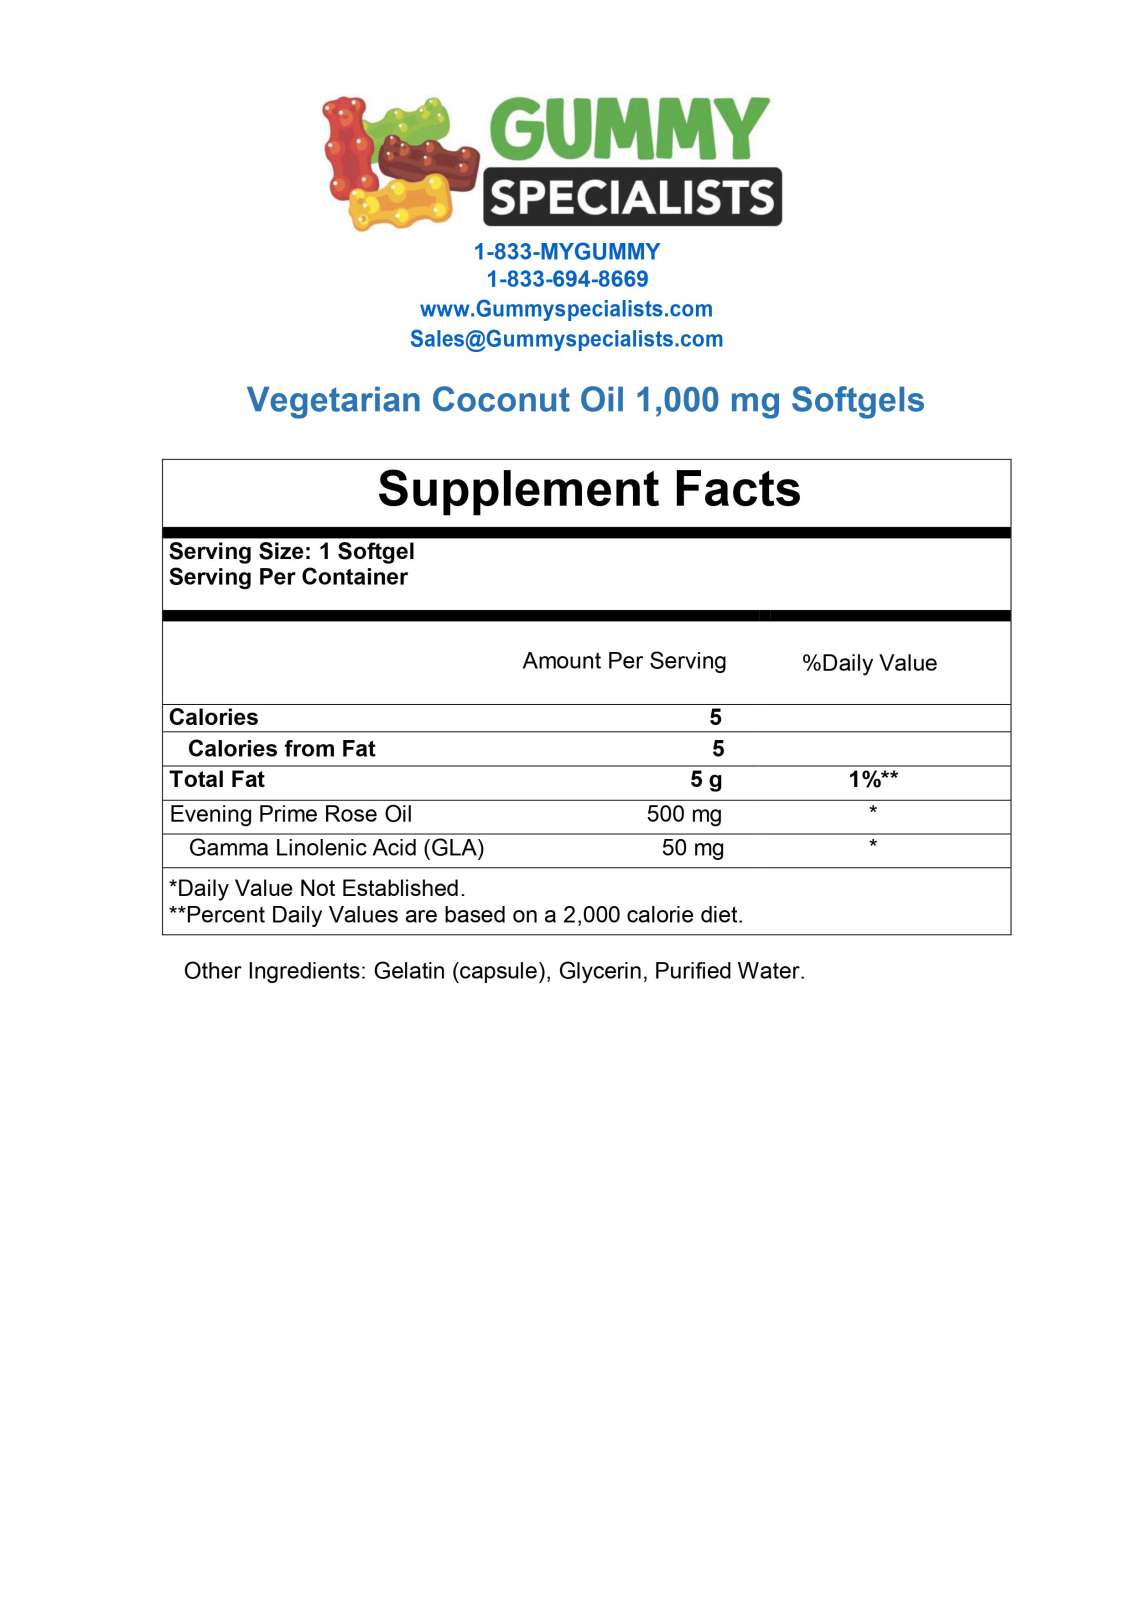 GUMMY
SPECIALISTS
1-833-MYGUMMY
1-833-694-8669
www.Gummyspecialists.com
Sales@Gummyspecialists.com
Vegetarian Coconut Oil 1,000 mg Softgels
Supplement Facts
Serving Size: 1 Softgel
Serving Per Container
Amount Per Serving %Daily Value
Calories 5
Calories from Fat 5
Total Fat 5 g 1%**
Evening Prime Rose Oil 500 mg *
Gamma Linolenic Acid (GLA) 50 mg *
*Daily Value Not Established.
**Percent Daily Values are based on a 2,000 calorie diet.
Other Ingredients: Gelatin (capsule), Glycerin, Purified Water.